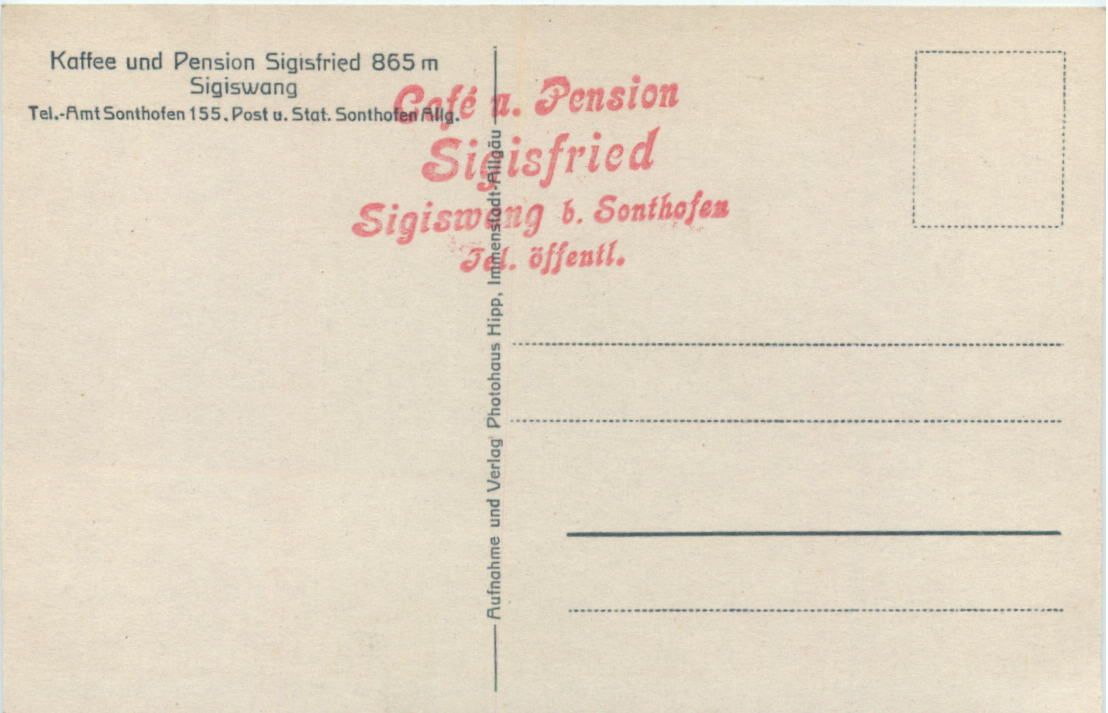 Kaffee und Pension Sigisfried 865 m
Sigiswang
Tel.-Amt Sonthofen 155. Post u. Stat. Sonthofen Allg.
Café u. Pension
Sigisfried
Sigiswang b. Sonthofen
Tel. öffentl.
Aufnahme und Verlag Photohaus Hipp, Immenstadt-Allgäu